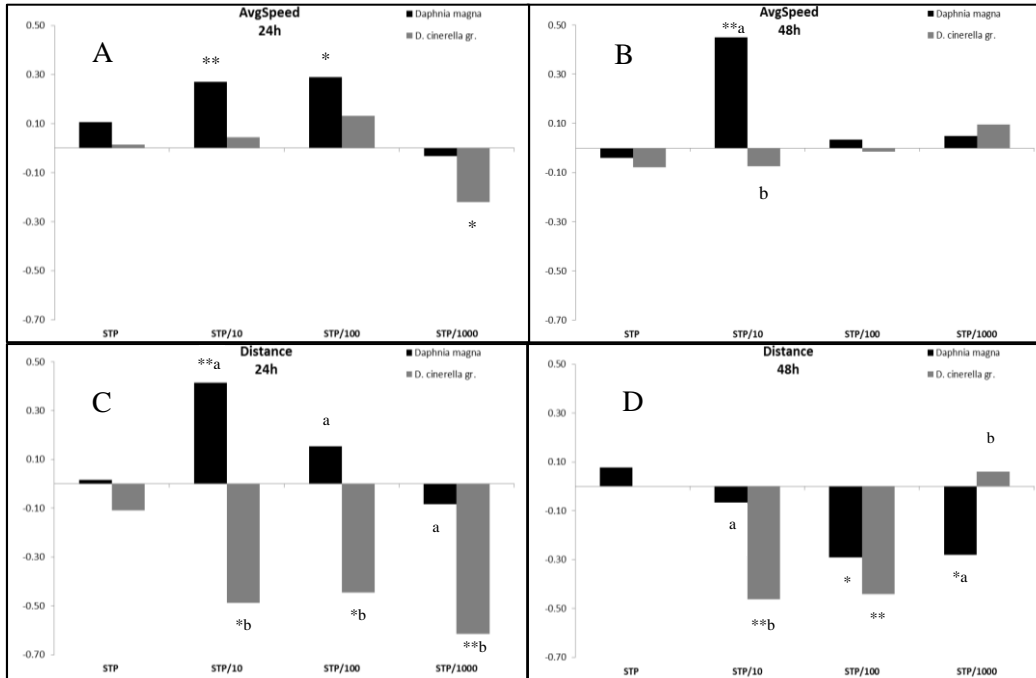 AvgSpeed
24h
Daphnia magna
D. cinerella gr.
A
0.50
0.30
0.10
-0.10
-0.30
-0.50
-0.70
**
*
*
STP
STP/10
STP/100
STP/1000
AvgSpeed
48h
Daphnia magna
D. cinerella gr.
B
0.50
0.30
0.10
-0.10
-0.30
-0.50
-0.70
**a
b
STP
STP/10
STP/100
STP/1000
Distance
24h
Daphnia magna
D. cinerella gr.
C
0.50
0.30
0.10
-0.10
-0.30
-0.50
-0.70
**a
a
a
*b
*b
**b
STP
STP/10
STP/100
STP/1000
Distance
48h
Daphnia magna
D. cinerella gr.
D
0.50
0.30
0.10
-0.10
-0.30
-0.50
-0.70
b
a
*
*a
**b
**
STP
STP/10
STP/100
STP/1000